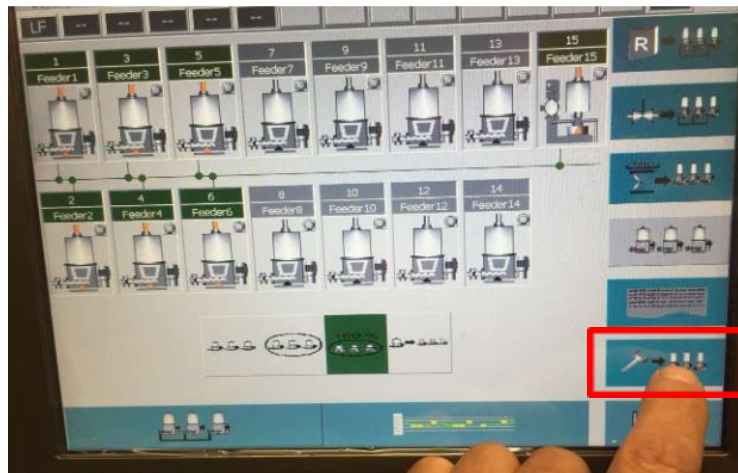 LF -- -- -- -- --
1 3 5 7 9 11 13 15
Feeder1 Feeder3 Feeder5 Feeder7 Feeder9 Feeder11 Feeder13 Feeder15
R
2 4 6 8 10 12 14
Feeder2 Feeder4 Feeder6 Feeder8 Feeder10 Feeder12 Feeder14
100 %